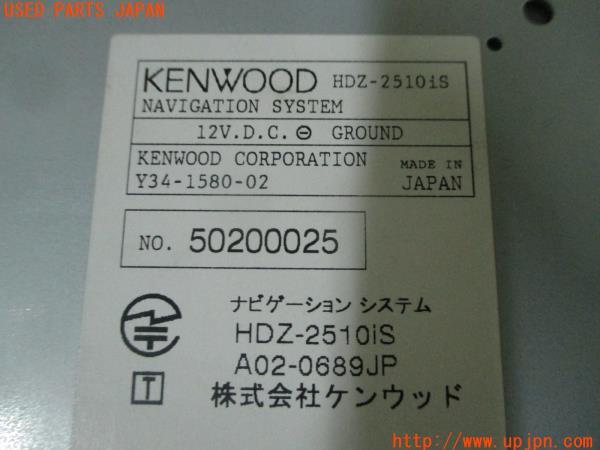 USED PARTS JAPAN
KENWOOD HDZ-2510iS
NAVIGATION SYSTEM
12V.D.C. ⊖ GROUND
KENWOOD CORPORATION MADE IN
Y34-1580-02 JAPAN
NO. 50200025
ナビゲーション システム
HDZ-2510iS
A02-0689JP
T 株式会社ケンウッド
http://www.upjpn.com/